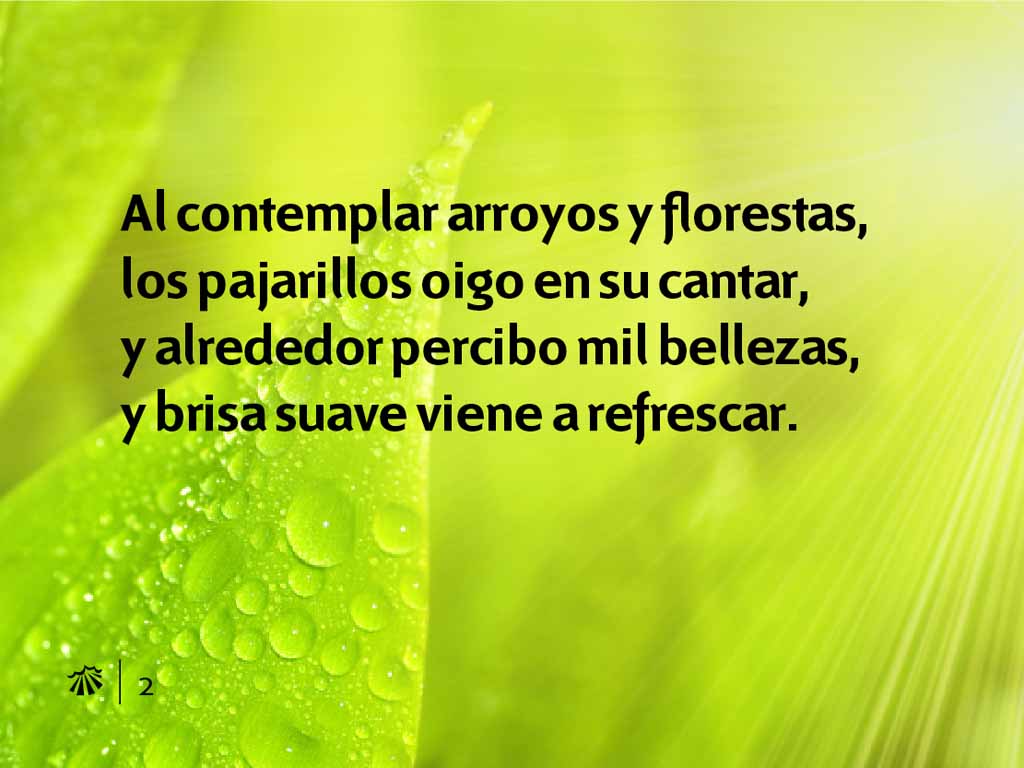 Al contemplar arroyos y florestas,
los pajarillos oigo en su cantar,
y alrededor percibo mil bellezas,
y brisa suave viene a refrescar.
2